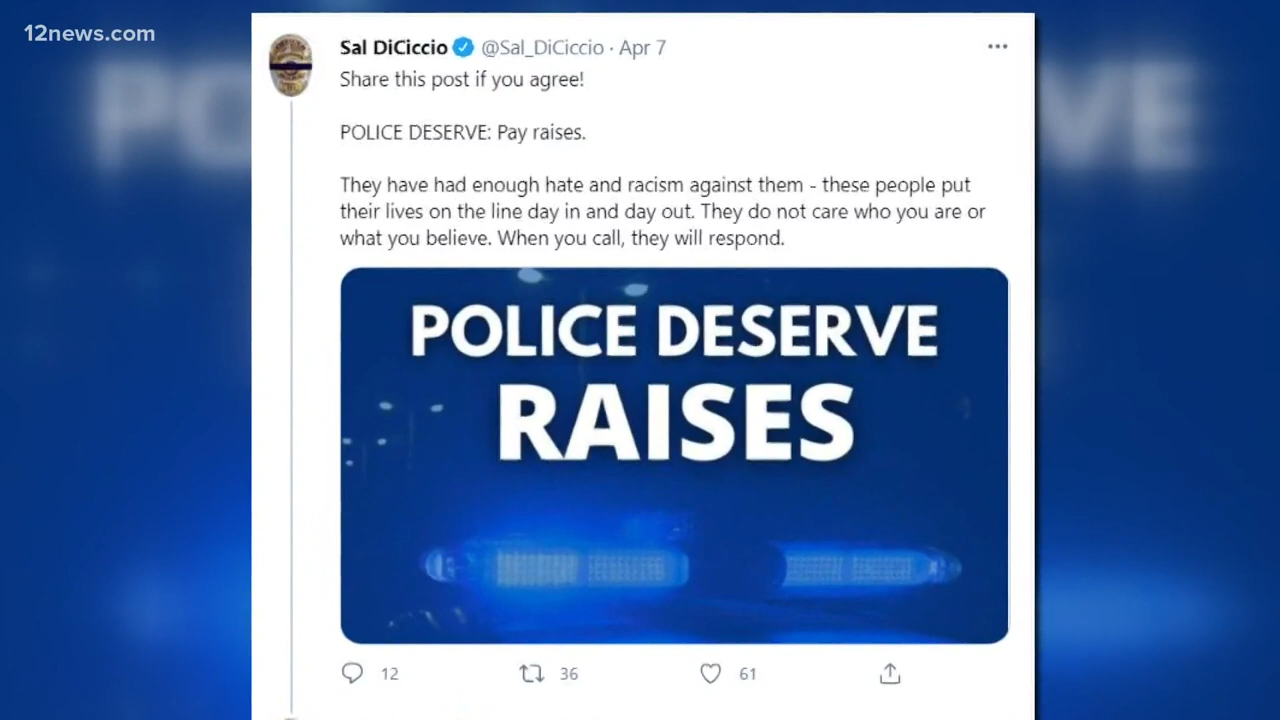 12news.com
Sal DiCiccio @Sal_DiCiccio · Apr 7
Share this post if you agree!
POLICE DESERVE: Pay raises.
They have had enough hate and racism against them - these people put
their lives on the line day in and day out. They do not care who you are or
what you believe. When you call, they will respond.
POLICE DESERVE
RAISES
12 36 61